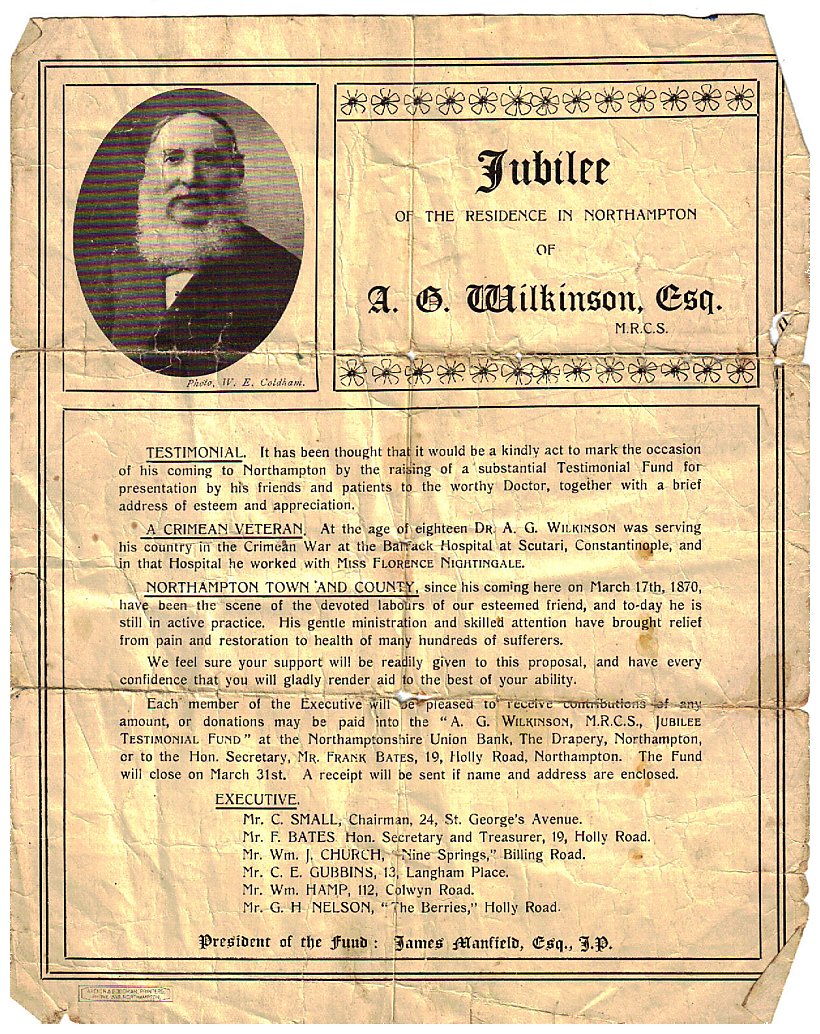 Jubilee
OF THE RESIDENCE IN NORTHAMPTON
OF
A. G. Wilkinson, Esq.
M.R.C.S.
Photo, W. E. Coldham.
TESTIMONIAL. It has been thought that it would be a kindly act to mark the occasion
of his coming to Northampton by the raising of a substantial Testimonial Fund for
presentation by his friends and patients to the worthy Doctor, together with a brief
address of esteem and appreciation.
A CRIMEAN VETERAN. At the age of eighteen DR. A. G. WILKINSON was serving
his country in the Crimean War at the Barrack Hospital at Scutari, Constantinople, and
in that Hospital he worked with MISS FLORENCE NIGHTINGALE.
NORTHAMPTON TOWN AND COUNTY, since his coming here on March 17th, 1870,
have been the scene of the devoted labours of our esteemed friend, and to-day he is
still in active practice. His gentle ministration and skilled attention have brought relief
from pain and restoration to health of many hundreds of sufferers.
We feel sure your support will be readily given to this proposal, and have every
confidence that you will gladly render aid to the best of your ability.
Each member of the Executive will be pleased to receive contributions of any
amount, or donations may be paid into the "A. G. WILKINSON, M.R.C.S., JUBILEE
TESTIMONIAL FUND" at the Northamptonshire Union Bank, The Drapery, Northampton,
or to the Hon. Secretary, MR. FRANK BATES, 19, Holly Road, Northampton. The Fund
will close on March 31st. A receipt will be sent if name and address are enclosed.
EXECUTIVE.
Mr. C. SMALL, Chairman, 24, St. George's Avenue.
Mr. F. BATES Hon. Secretary and Treasurer, 19, Holly Road.
Mr. Wm. J. CHURCH, "Nine Springs," Billing Road.
Mr. C. E. GUBBINS, 13, Langham Place.
Mr. Wm. HAMP, 112, Colwyn Road.
Mr. G. H. NELSON, "The Berries," Holly Road.
President of the Fund: James Manfield, Esq., J.P.